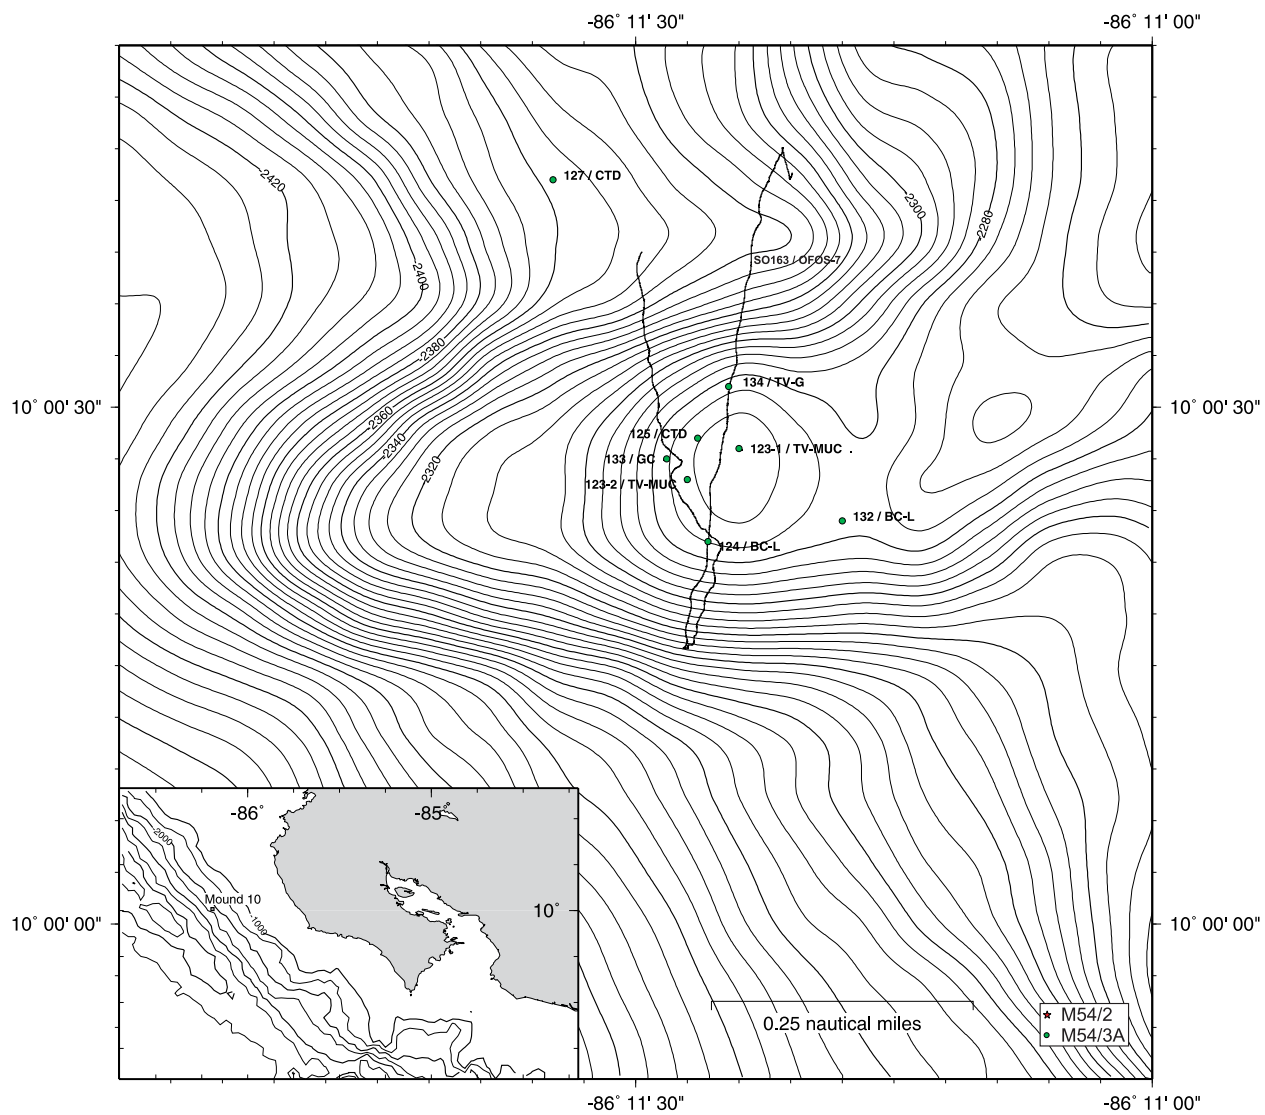 -86° 11' 30"
-86° 11' 00"
127 / CTD
-2420
-2300
-2280
SO163 / OFOS-7
-2400
-2380
134 / TV-G
10° 00' 30"
10° 00' 30"
-2360
125 / CTD
-2340
123-1 / TV-MUC
133 / GC
-2320
123-2 / TV-MUC
132 / BC-L
124 / BC-L
-86°
-85°
-2000
Mound 10
-1000
10°
10° 00' 00"
10° 00' 00"
0.25 nautical miles
M54/2
M54/3A
-86° 11' 30"
-86° 11' 00"